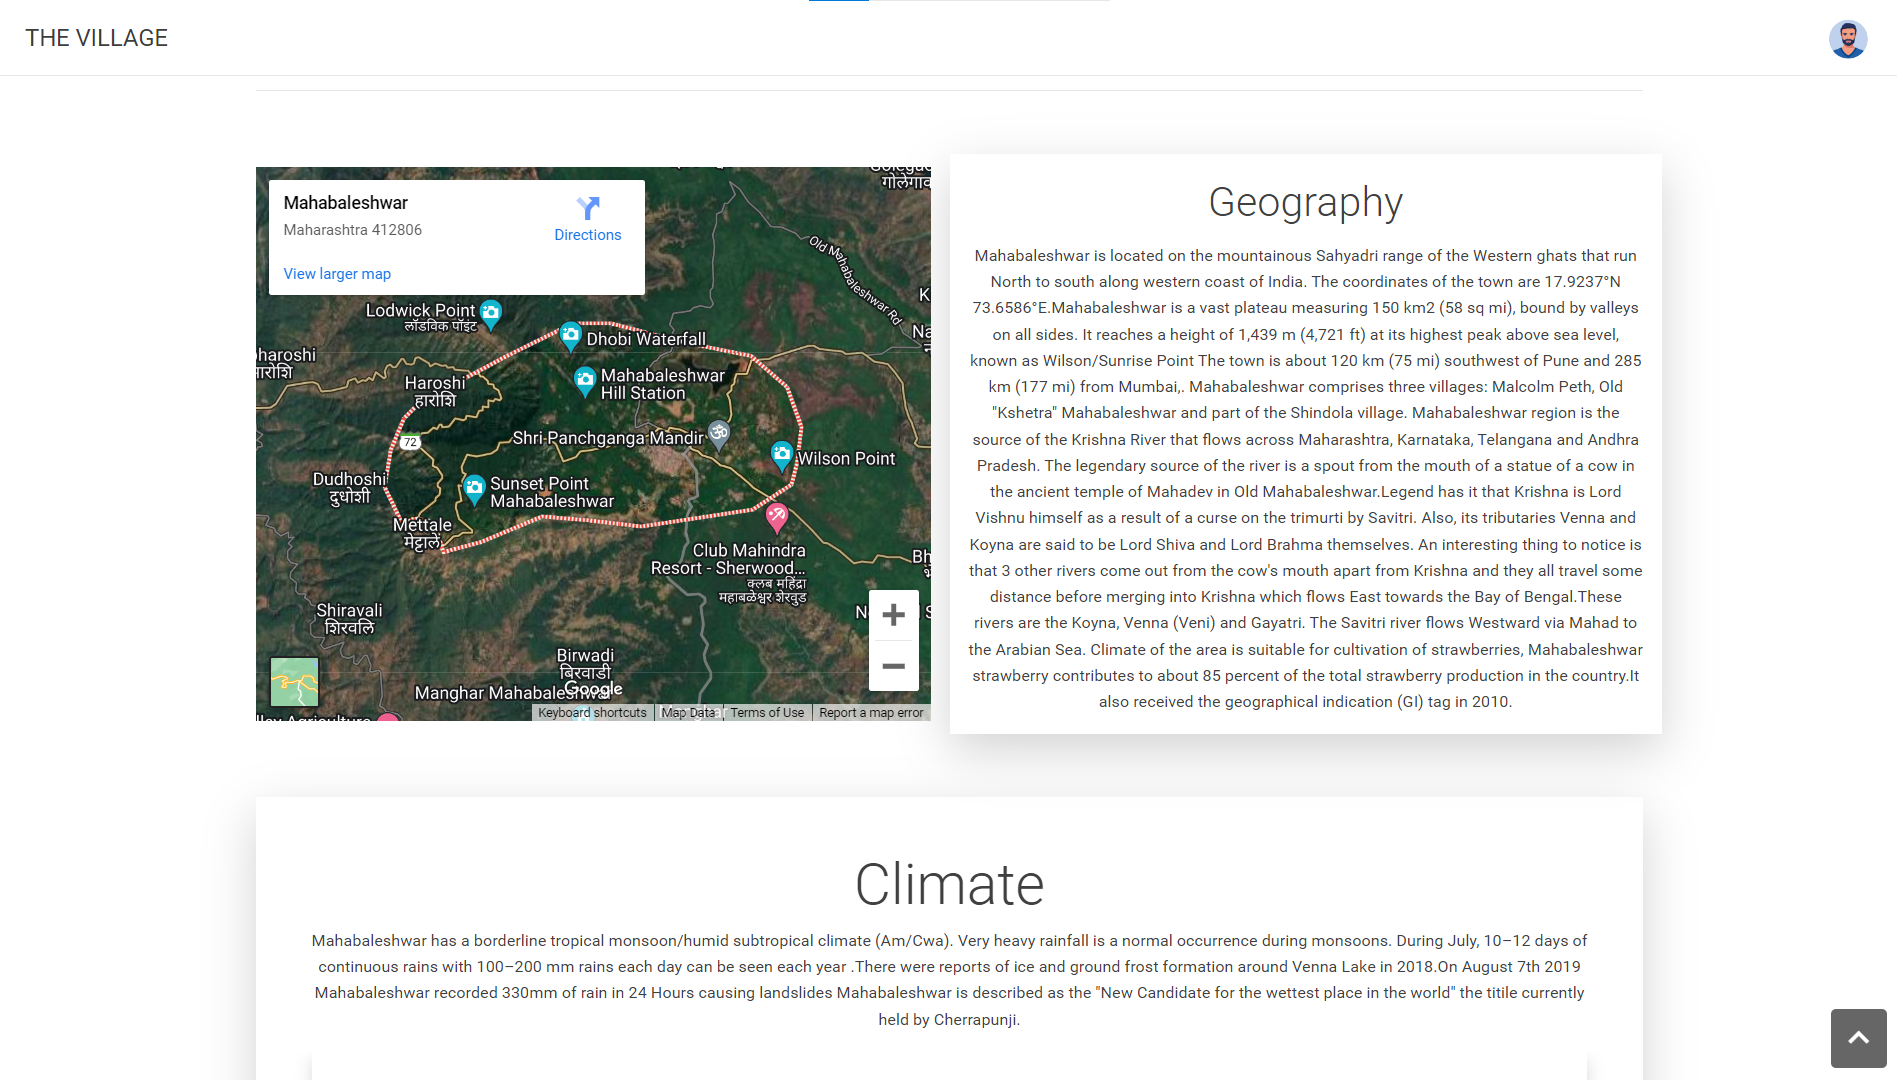 THE VILLAGE
Mahabaleshwar
Maharashtra 412806
Directions
View larger map
गोलेगाव
Old Mahabaleshwar Rd
Lodwick Point
लॉडविक पॉइंट
Dhobi Waterfall
Mahabaleshwar
Hill Station
Haroshi
हारोशि
72
Shri Panchganga Mandir
Wilson Point
Dudhoshi
दुधोशी
Sunset Point
Mahabaleshwar
Mettale
मेट्टाले
Club Mahindra
Resort - Sherwood...
क्लब महिंद्रा
महाबळेश्वर शेरवुड
Shiravali
शिरवलि
Birwadi
बिरवाडी
Google
Manghar Mahabaleshwar
Keyboard shortcuts
Map Data
Terms of Use
Report a map error
Geography
Mahabaleshwar is located on the mountainous Sahyadri range of the Western ghats that run
North to south along western coast of India. The coordinates of the town are 17.9237°N
73.6586°E.Mahabaleshwar is a vast plateau measuring 150 km2 (58 sq mi), bound by valleys
on all sides. It reaches a height of 1,439 m (4,721 ft) at its highest peak above sea level,
known as Wilson/Sunrise Point The town is about 120 km (75 mi) southwest of Pune and 285
km (177 mi) from Mumbai,. Mahabaleshwar comprises three villages: Malcolm Peth, Old
"Kshetra" Mahabaleshwar and part of the Shindola village. Mahabaleshwar region is the
source of the Krishna River that flows across Maharashtra, Karnataka, Telangana and Andhra
Pradesh. The legendary source of the river is a spout from the mouth of a statue of a cow in
the ancient temple of Mahadev in Old Mahabaleshwar.Legend has it that Krishna is Lord
Vishnu himself as a result of a curse on the trimurti by Savitri. Also, its tributaries Venna and
Koyna are said to be Lord Shiva and Lord Brahma themselves. An interesting thing to notice is
that 3 other rivers come out from the cow's mouth apart from Krishna and they all travel some
distance before merging into Krishna which flows East towards the Bay of Bengal.These
rivers are the Koyna, Venna (Veni) and Gayatri. The Savitri river flows Westward via Mahad to
the Arabian Sea. Climate of the area is suitable for cultivation of strawberries, Mahabaleshwar
strawberry contributes to about 85 percent of the total strawberry production in the country.It
also received the geographical indication (GI) tag in 2010.
Climate
Mahabaleshwar has a borderline tropical monsoon/humid subtropical climate (Am/Cwa). Very heavy rainfall is a normal occurrence during monsoons. During July, 10–12 days of
continuous rains with 100–200 mm rains each day can be seen each year .There were reports of ice and ground frost formation around Venna Lake in 2018.On August 7th 2019
Mahabaleshwar recorded 330mm of rain in 24 Hours causing landslides Mahabaleshwar is described as the "New Candidate for the wettest place in the world" the titile currently
held by Cherrapunji.